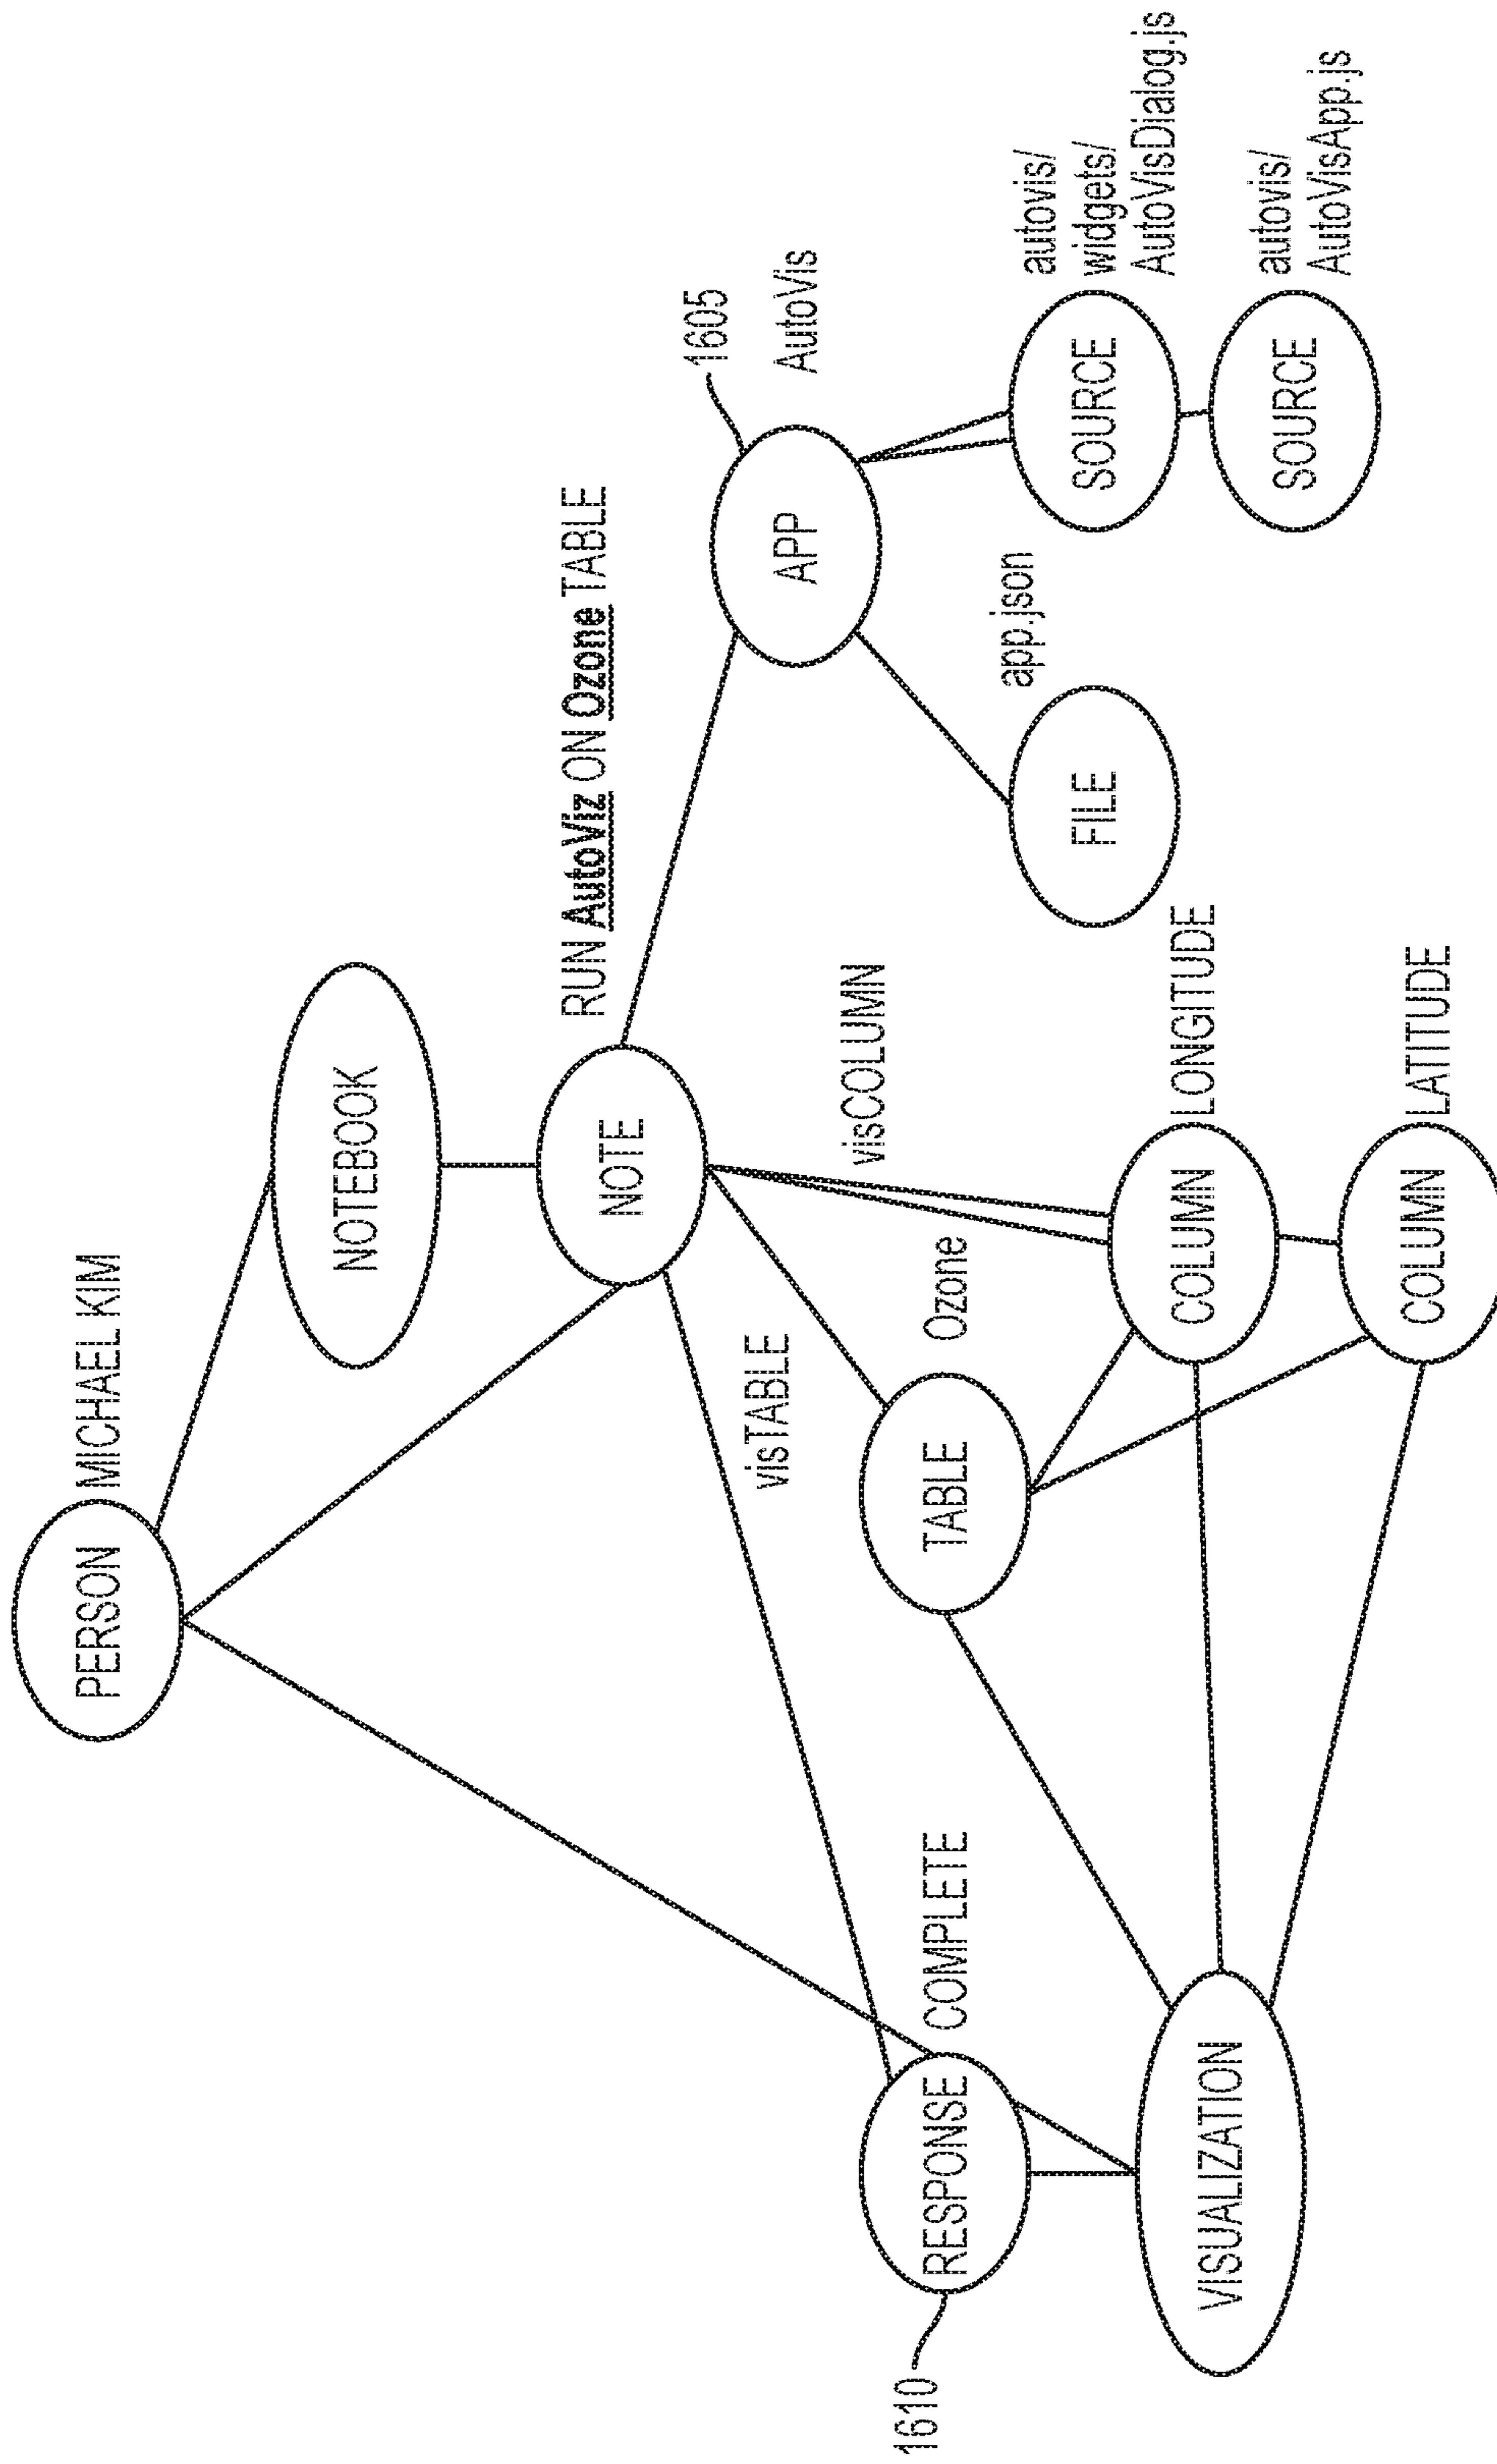 PERSON
MICHAEL KIM
NOTEBOOK
RUN AutoViz ON Ozone TABLE
NOTE
1605
APP
AutoVis
visTABLE
visCOLUMN
1610
RESPONSE
COMPLETE
TABLE
Ozone
app.json
FILE
autovis/
widgets/
AutoVisDialog.js
SOURCE
VISUALIZATION
COLUMN
LONGITUDE
autovis/
AutoVisApp.js
SOURCE
COLUMN
LATITUDE